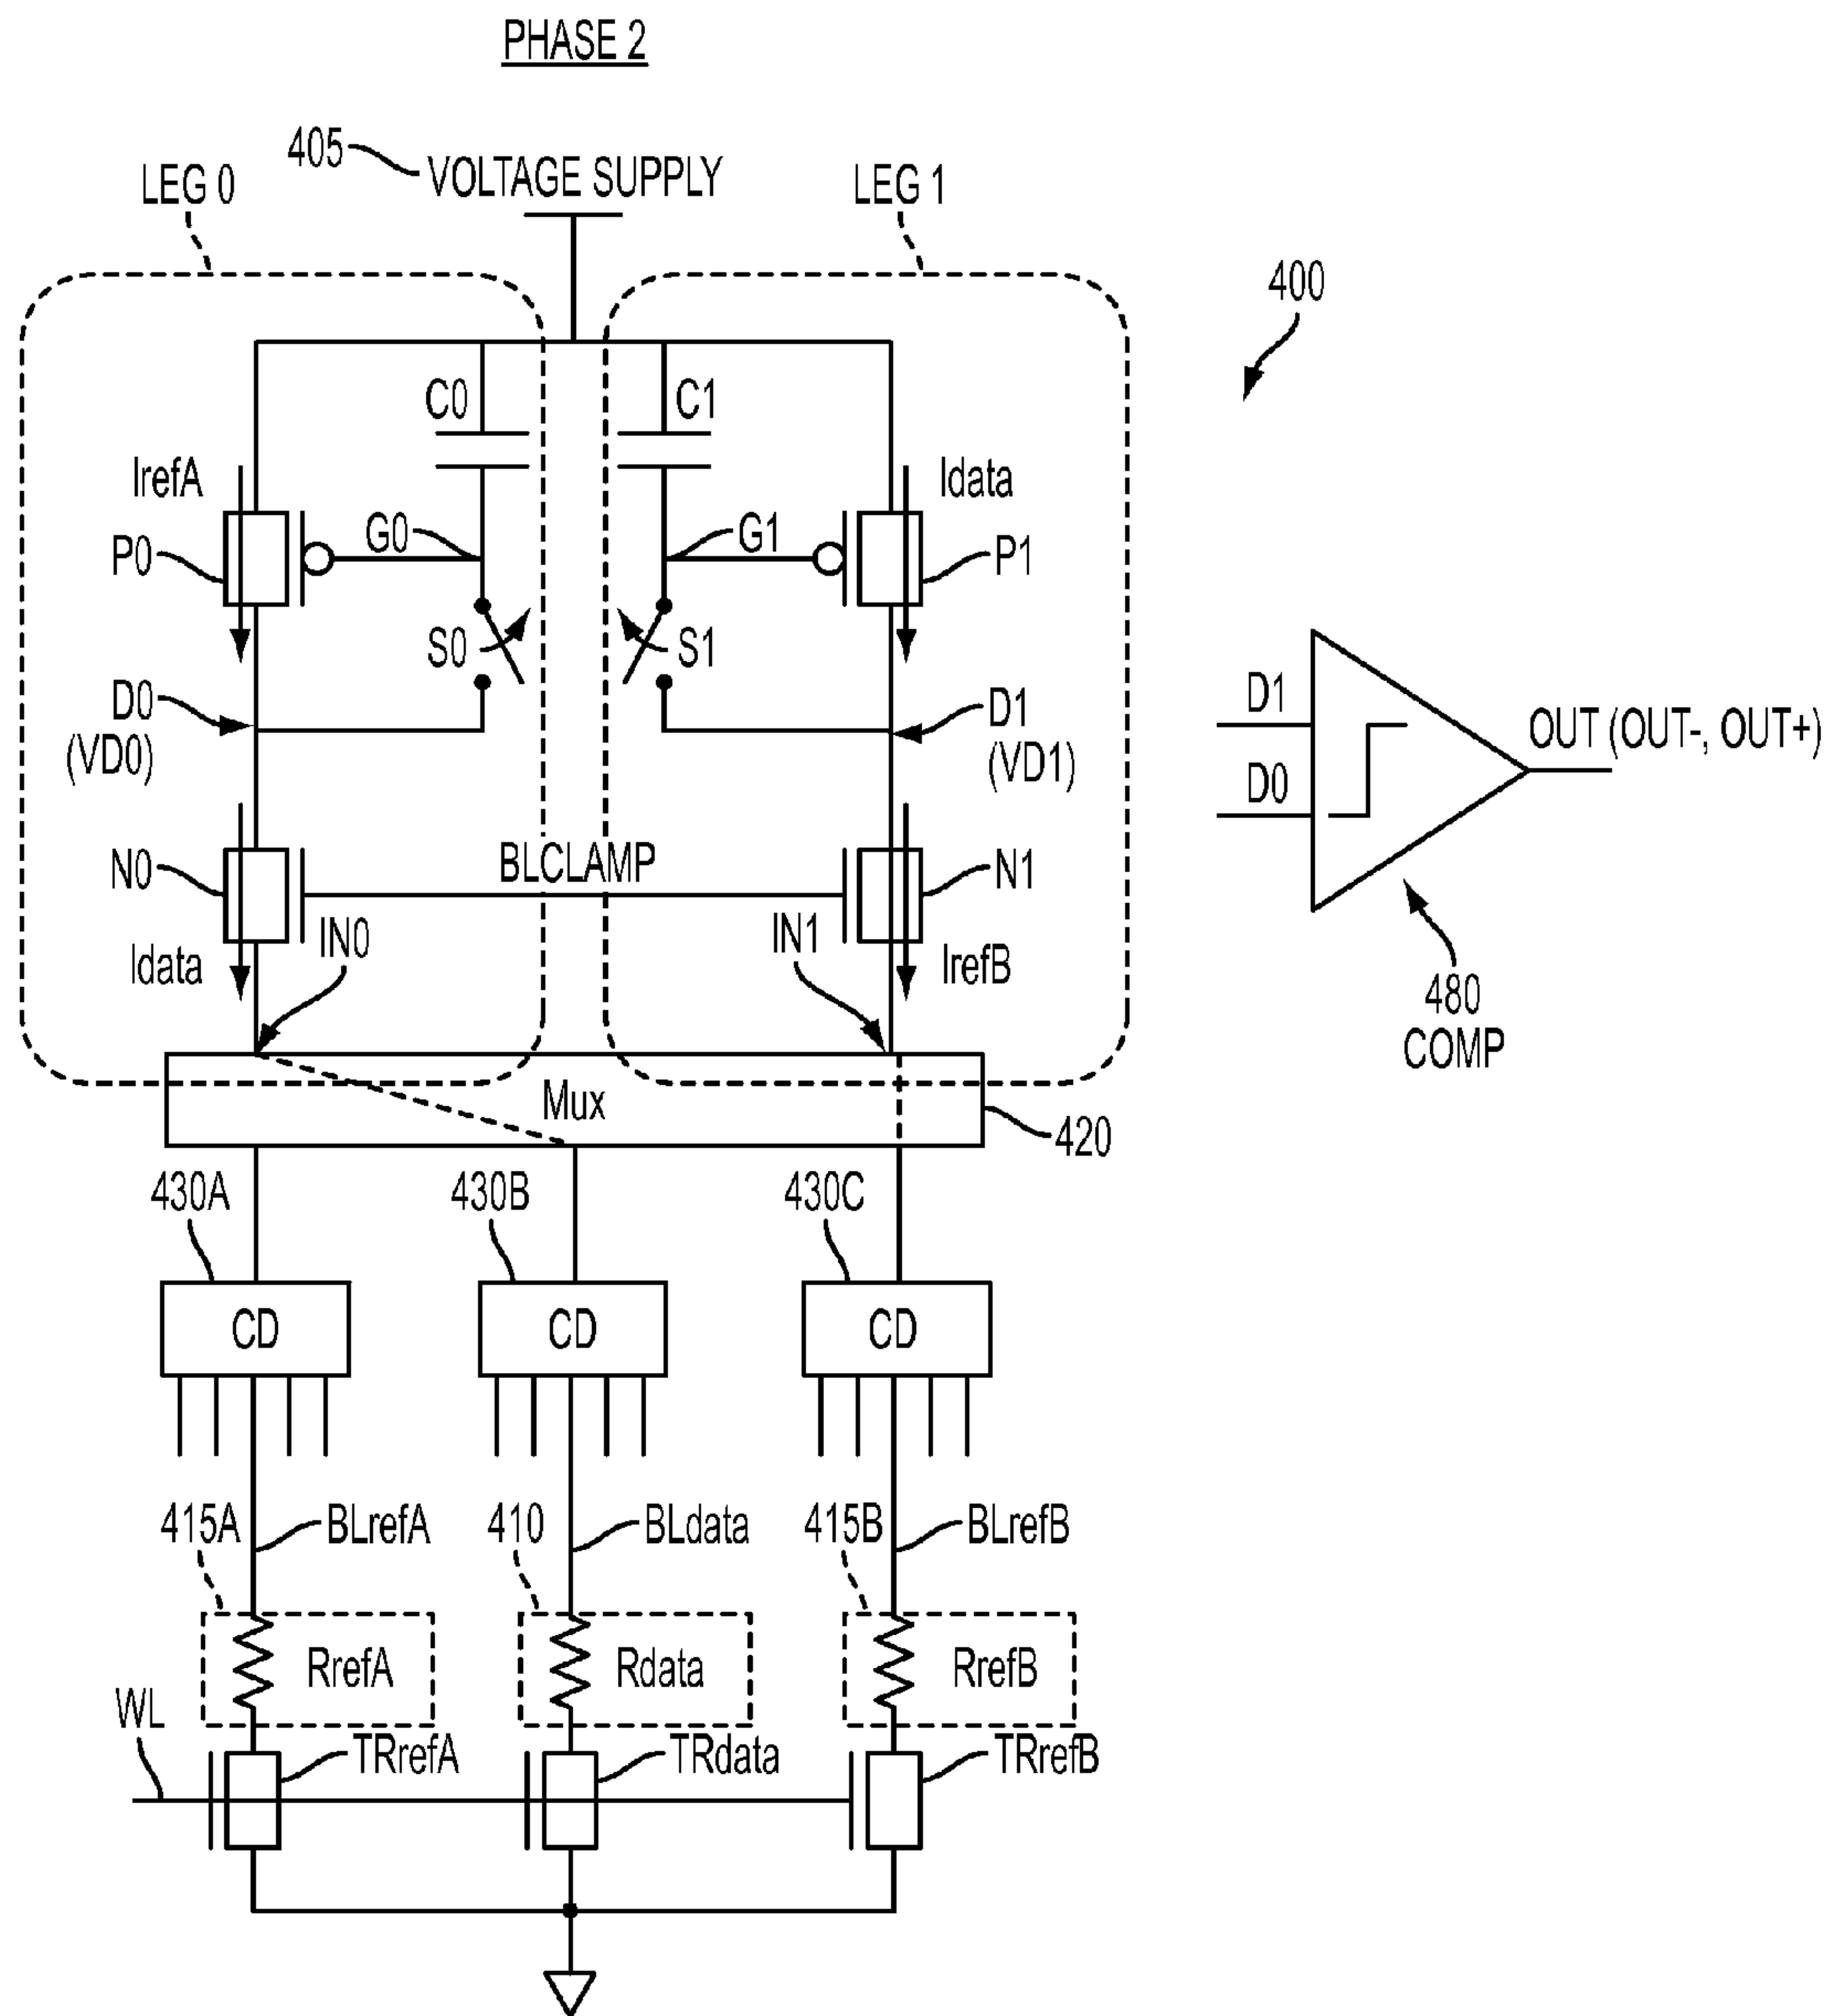 PHASE 2
405
VOLTAGE SUPPLY
LEG 0
LEG 1
400
C0
C1
IrefA
Idata
G0
G1
P0
P1
S0
S1
D0
(VD0)
D1
(VD1)
D1
D0
OUT (OUT-, OUT+)
N0
BLCLAMP
N1
IN0
IN1
Idata
IrefB
480
COMP
Mux
420
430A
430B
430C
CD
CD
CD
415A
BLrefA
410
BLdata
415B
BLrefB
RrefA
Rdata
RrefB
WL
TRrefA
TRdata
TRrefB